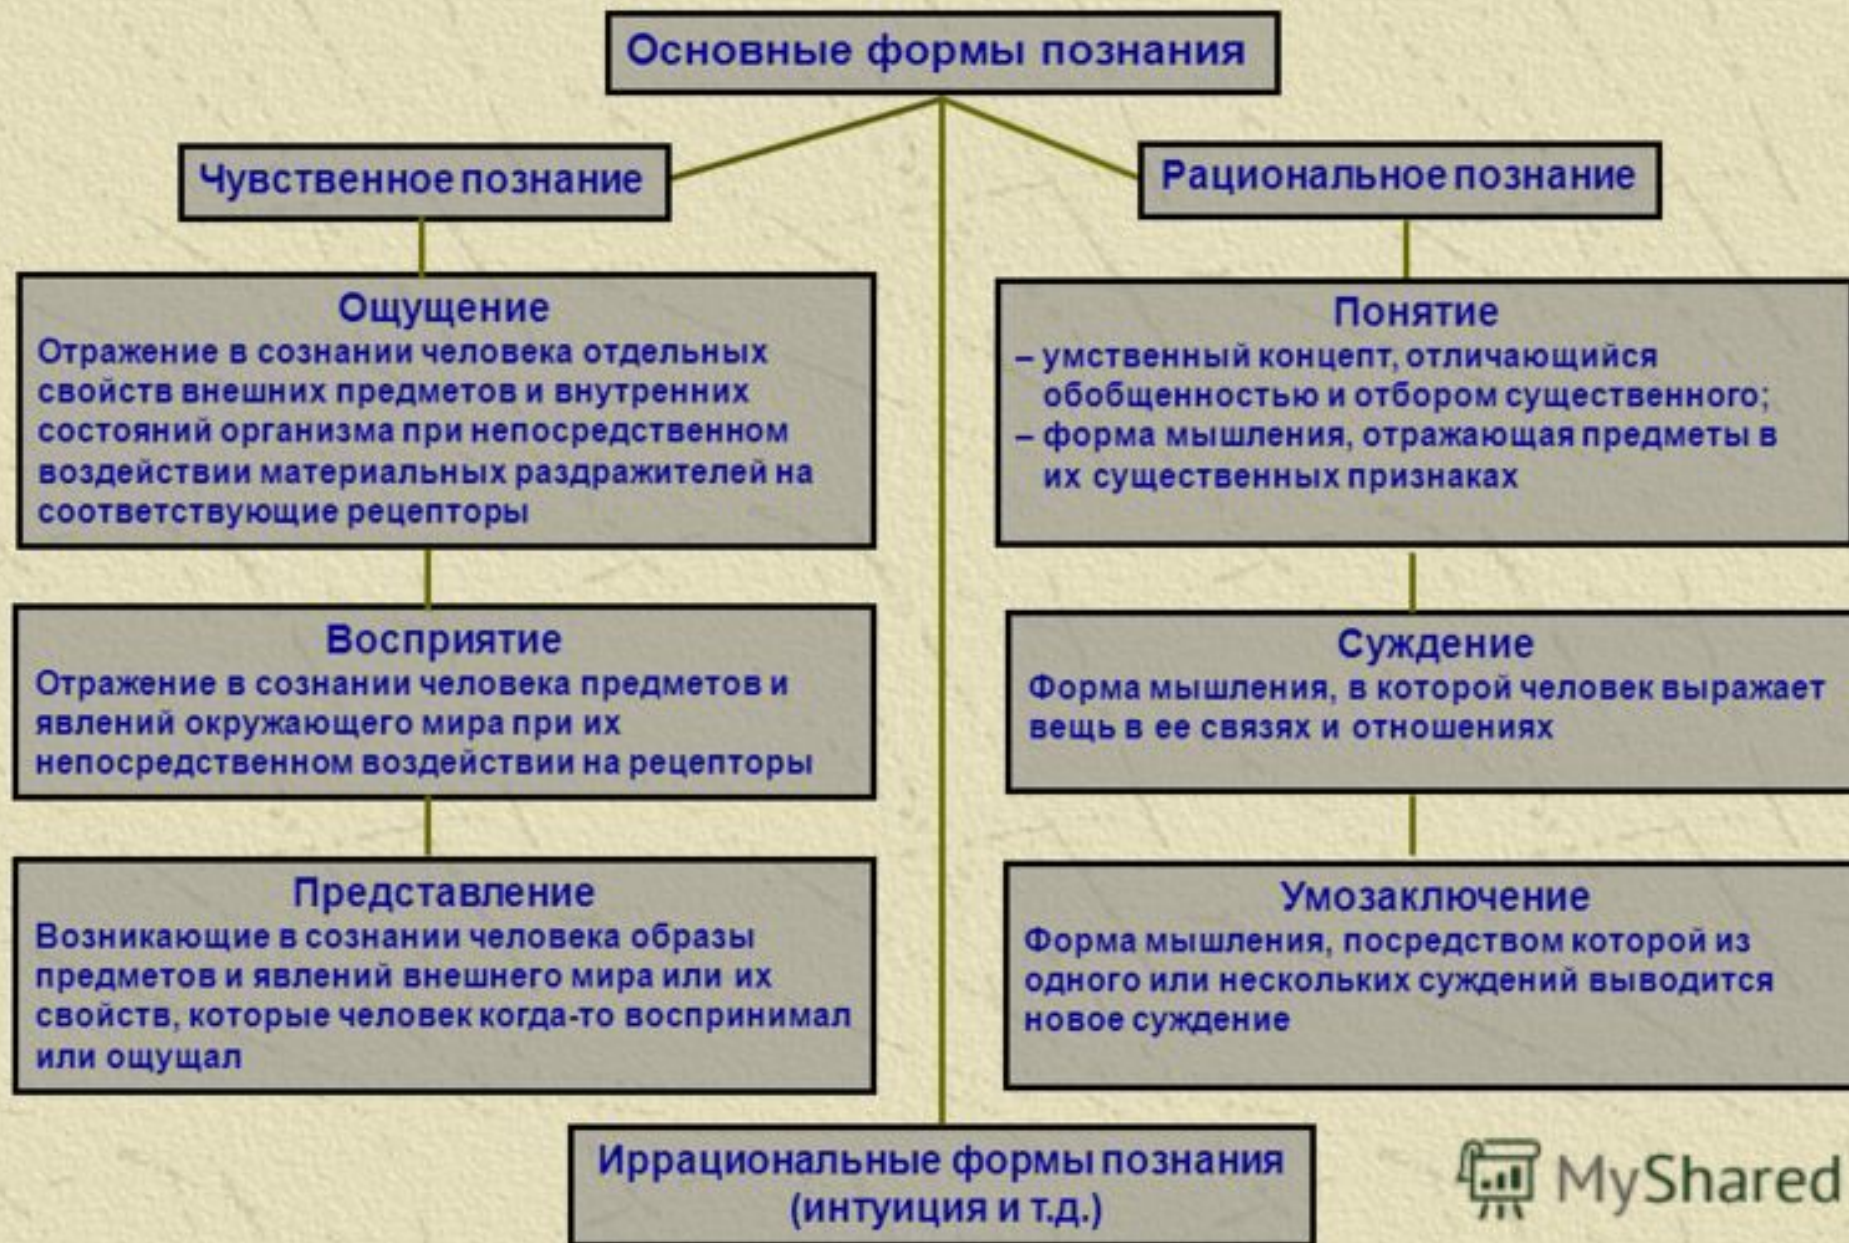 Основные формы познания
Чувственное познание
Рациональное познание
Ощущение
Отражение в сознании человека отдельных
свойств внешних предметов и внутренних
состояний организма при непосредственном
воздействии материальных раздражителей на
соответствующие рецепторы
Понятие
– умственный концепт, отличающийся
обобщенностью и отбором существенного;
– форма мышления, отражающая предметы в
их существенных признаках
Восприятие
Отражение в сознании человека предметов и
явлений окружающего мира при их
непосредственном воздействии на рецепторы
Суждение
Форма мышления, в которой человек выражает
вещь в ее связях и отношениях
Представление
Возникающие в сознании человека образы
предметов и явлений внешнего мира или их
свойств, которые человек когда-то воспринимал
или ощущал
Умозаключение
Форма мышления, посредством которой из
одного или нескольких суждений выводится
новое суждение
Иррациональные формы познания
(интуиция и т.д.)
MyShared